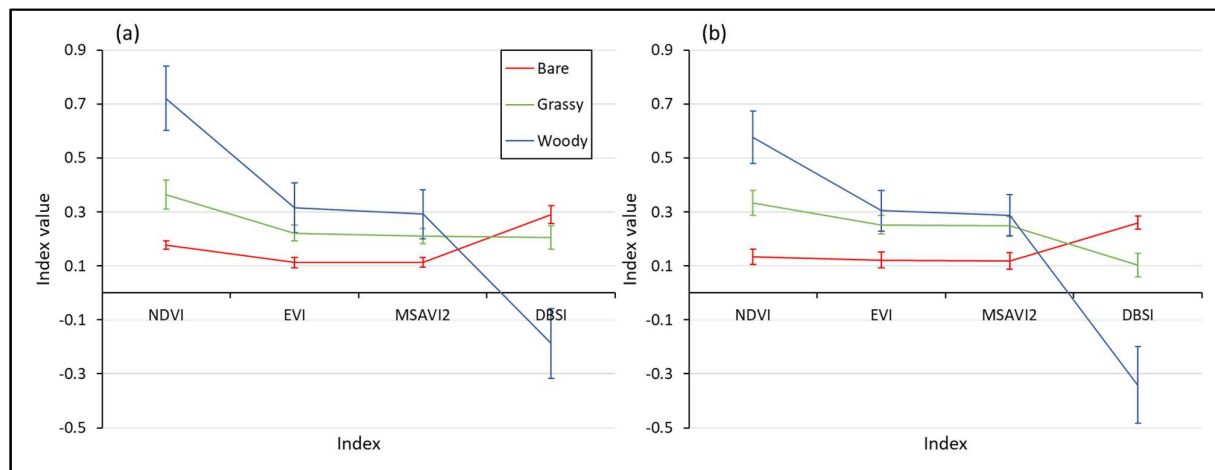 (a)
0.9
0.7
0.5
0.3
0.1
-0.1
-0.3
-0.5
Index value
Bare
Grassy
Woody
NDVI EVI MSAVI2 DBSI
Index
(b)
0.9
0.7
0.5
0.3
0.1
-0.1
-0.3
-0.5
Index value
NDVI EVI MSAVI2 DBSI
Index